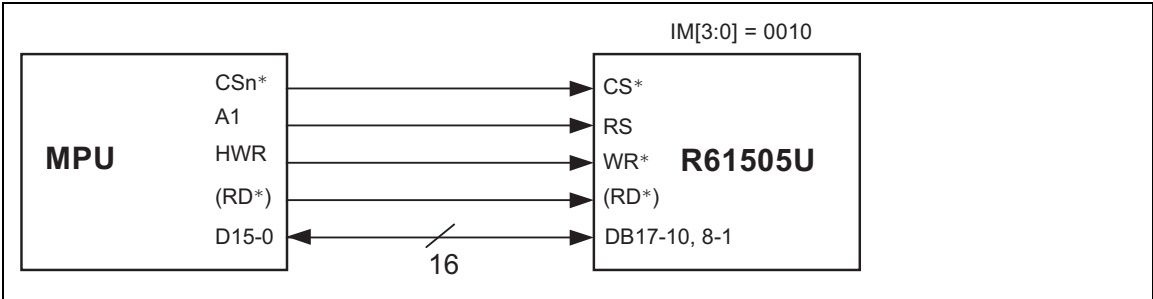 IM[3:0] = 0010
CSn* CS*
A1 RS
MPU HWR WR* R61505U
(RD*) (RD*)
D15-0 DB17-10, 8-1
16